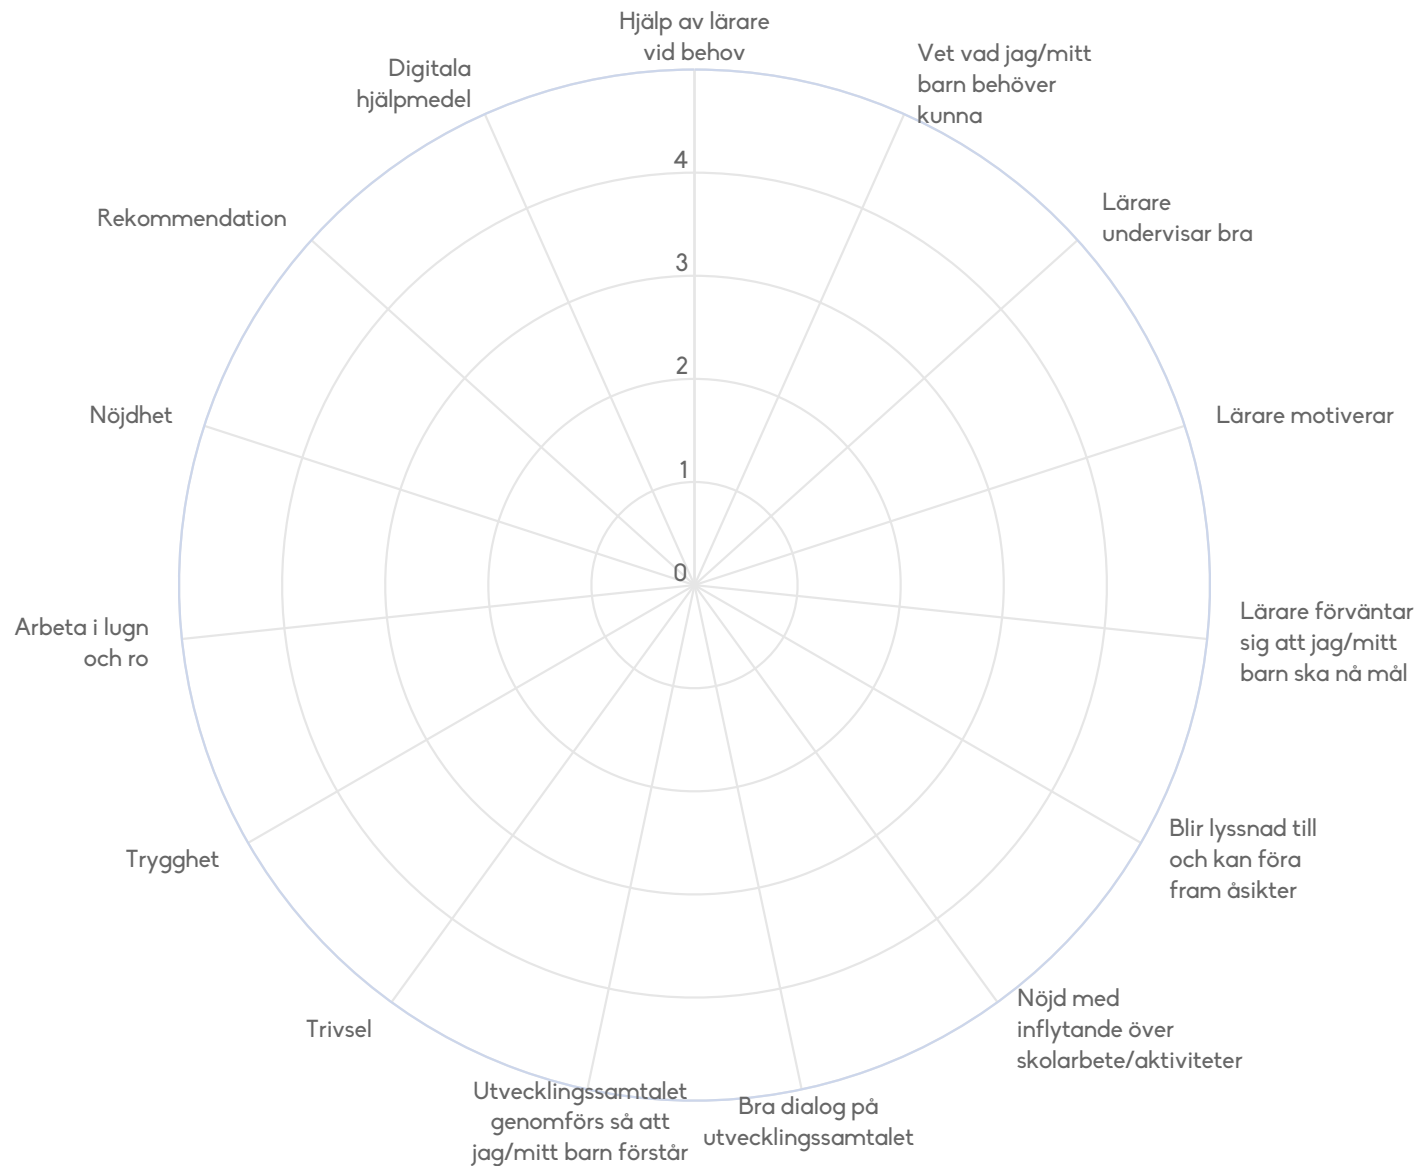 Hjälp av lärare
vid behov
Vet vad jag/mitt
barn behöver
kunna
Lärare
undervisar bra
Lärare motiverar
Lärare förväntar
sig att jag/mitt
barn ska nå mål
Blir lyssnad till
och kan föra
fram åsikter
Nöjd med
inflytande över
skolarbete/aktiviteter
Bra dialog på
utvecklingssamtalet
Utvecklingssamtalet
genomförs så att
jag/mitt barn förstår
Trivsel
Trygghet
Arbeta i lugn
och ro
Nöjdhet
Rekommendation
Digitala
hjälpmedel
4
3
2
1
0